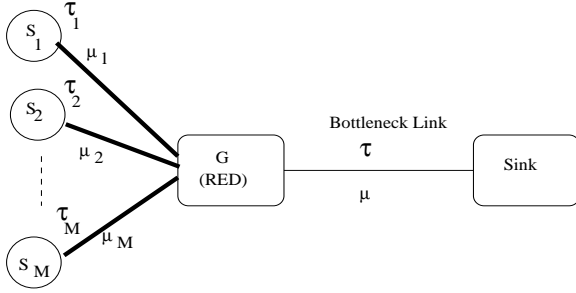 τ1
S1
μ1
τ2
S2
μ2
Bottleneck Link
τ
G
(RED)
Sink
μ
τM
μM
SM